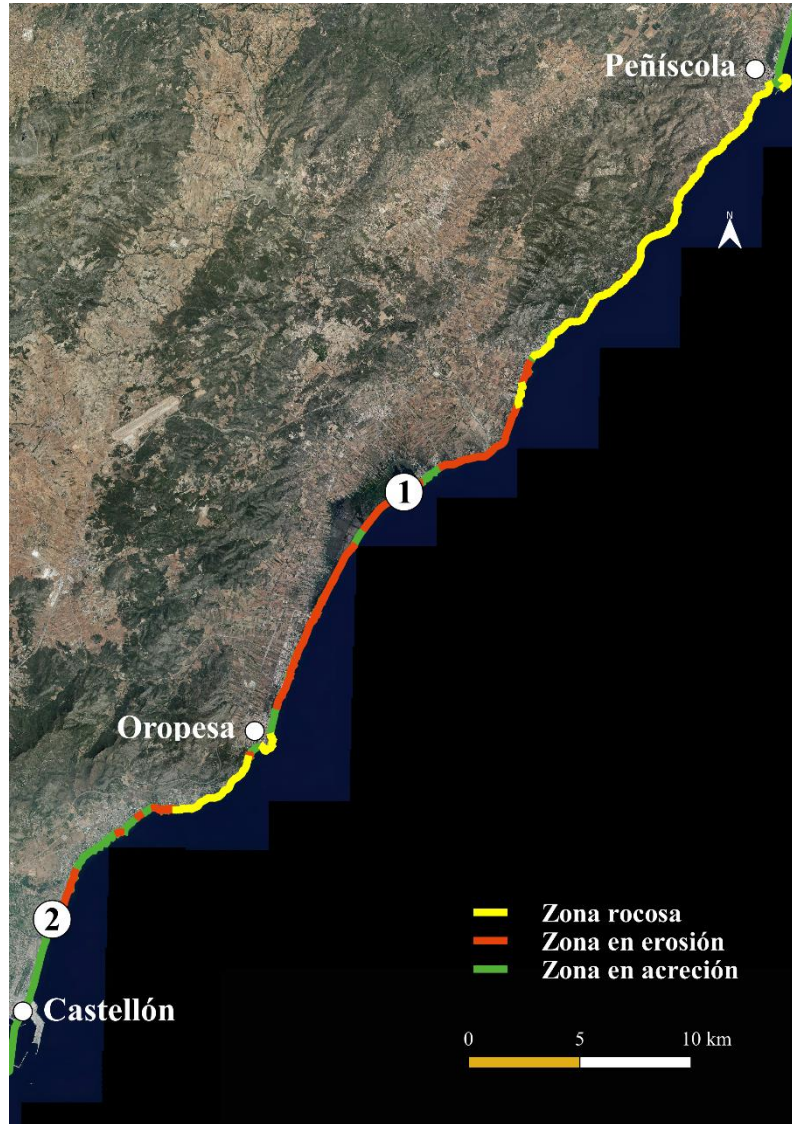 Peñíscola
N
1
Oropesa
2
Zona rocosa
Zona en erosión
Zona en acreción
Castellón
0 5 10 km